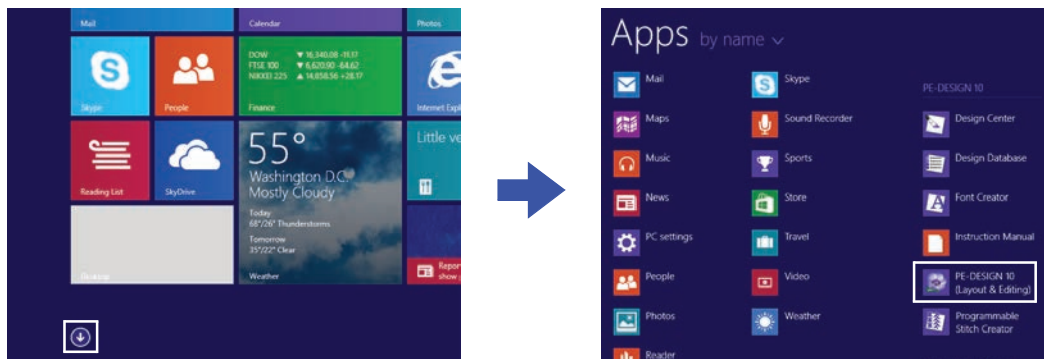 Mail
Calendar
Photos
DOW ▼ 16,340.08 -11.17
FTSE 100 ▼ 6,620.90 -64.62
NIKKEI 225 ▲ 14,858.56 +28.17
Skype
People
Finance
Internet Expl
55°
Washington D.C.
Mostly Cloudy
Today
68°/26° Thunderstorms
Tomorrow
35°/22° Clear
Weather
Little ve
Reading List
SkyDrive
Repor
show
Apps by name
Mail
Maps
Music
News
PC settings
People
Photos
Reader
Skype
Sound Recorder
Sports
Store
Travel
Video
Weather
PE-DESIGN 10
Design Center
Design Database
Font Creator
Instruction Manual
PE-DESIGN 10
(Layout & Editing)
Programmable
Stitch Creator